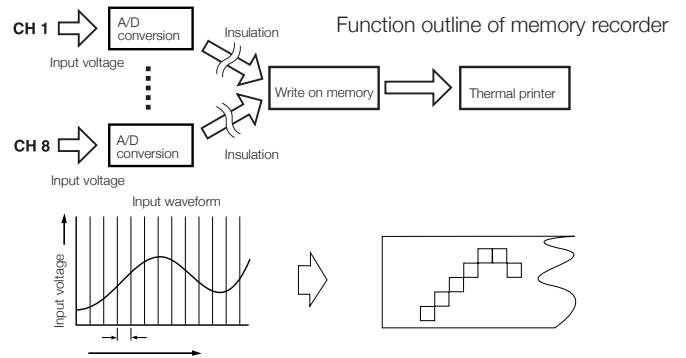 Function outline of memory recorder
CH 1
A/D
conversion
Input voltage
Insulation
Write on memory
Thermal printer
CH 8
A/D
conversion
Input voltage
Insulation
Input waveform
Input voltage